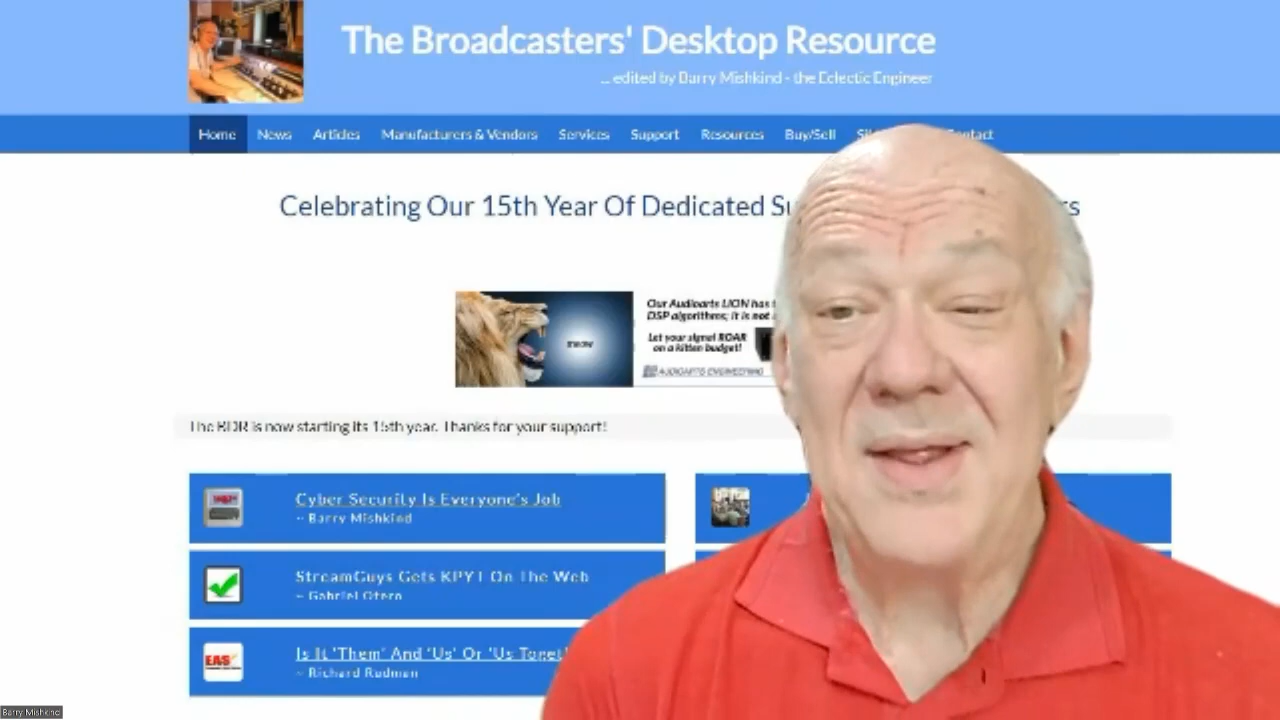 The Broadcasters' Desktop Resource
... edited by Barry Mishkind - the Eclectic Engineer
Home News Articles Manufacturers & Vendors Services Support Resources Buy/Sell
Celebrating Our 15th Year Of Dedicated
Our Audioarts LION has
DSP algorithms; it is not
Let your signal ROAR
on a kitten budget!
AUDIOARTS ENGINEERING
The BDR is now starting its 15th year. Thanks for your support!
Cyber Security Is Everyone's Job
~ Barry Mishkind
StreamGuys Gets KPYT On The Web
~ Gabriel Otero
EAS
Is It 'Them' And 'Us' Or 'Us
~ Richard Rudman
Barry Mishkind